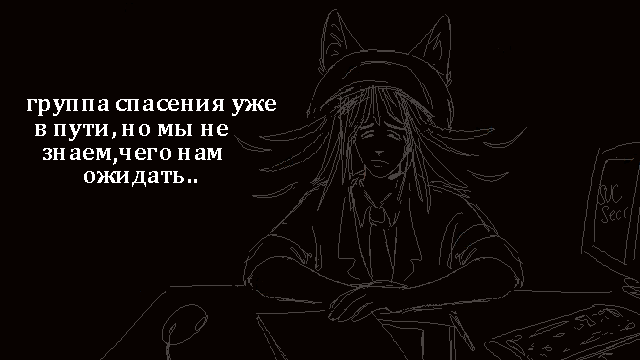 группа спасения уже
в пути, но мы не
знаем,чего нам
ожидать..